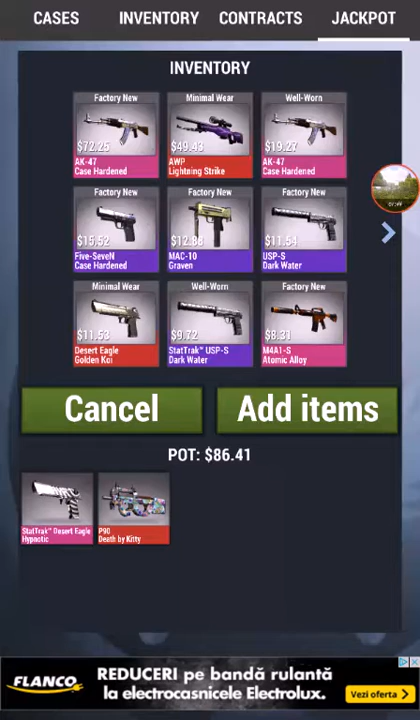 CASES INVENTORY CONTRACTS JACKPOT
INVENTORY
Factory New
$72.25
AK-47
Case Hardened
Minimal Wear
$49.43
AWP
Lightning Strike
Well-Worn
$19.27
AK-47
Case Hardened
Factory New
$15.52
Five-SeveN
Case Hardened
Factory New
MAC-10
Graven
Factory New
$11.54
USP-S
Dark Water
Minimal Wear
$11.53
Desert Eagle
Golden Koi
Well-Worn
$9.72
StatTrak™ USP-S
Dark Water
Factory New
$8.31
M4A1-S
Atomic Alloy
Cancel
Add items
POT: $86.41
StatTrak™ Desert Eagle
Hypnotic
P90
Death by Kitty
FLANCO
REDUCERI pe bandă rulantă
la electrocasnicele Electrolux.
Vezi oferta